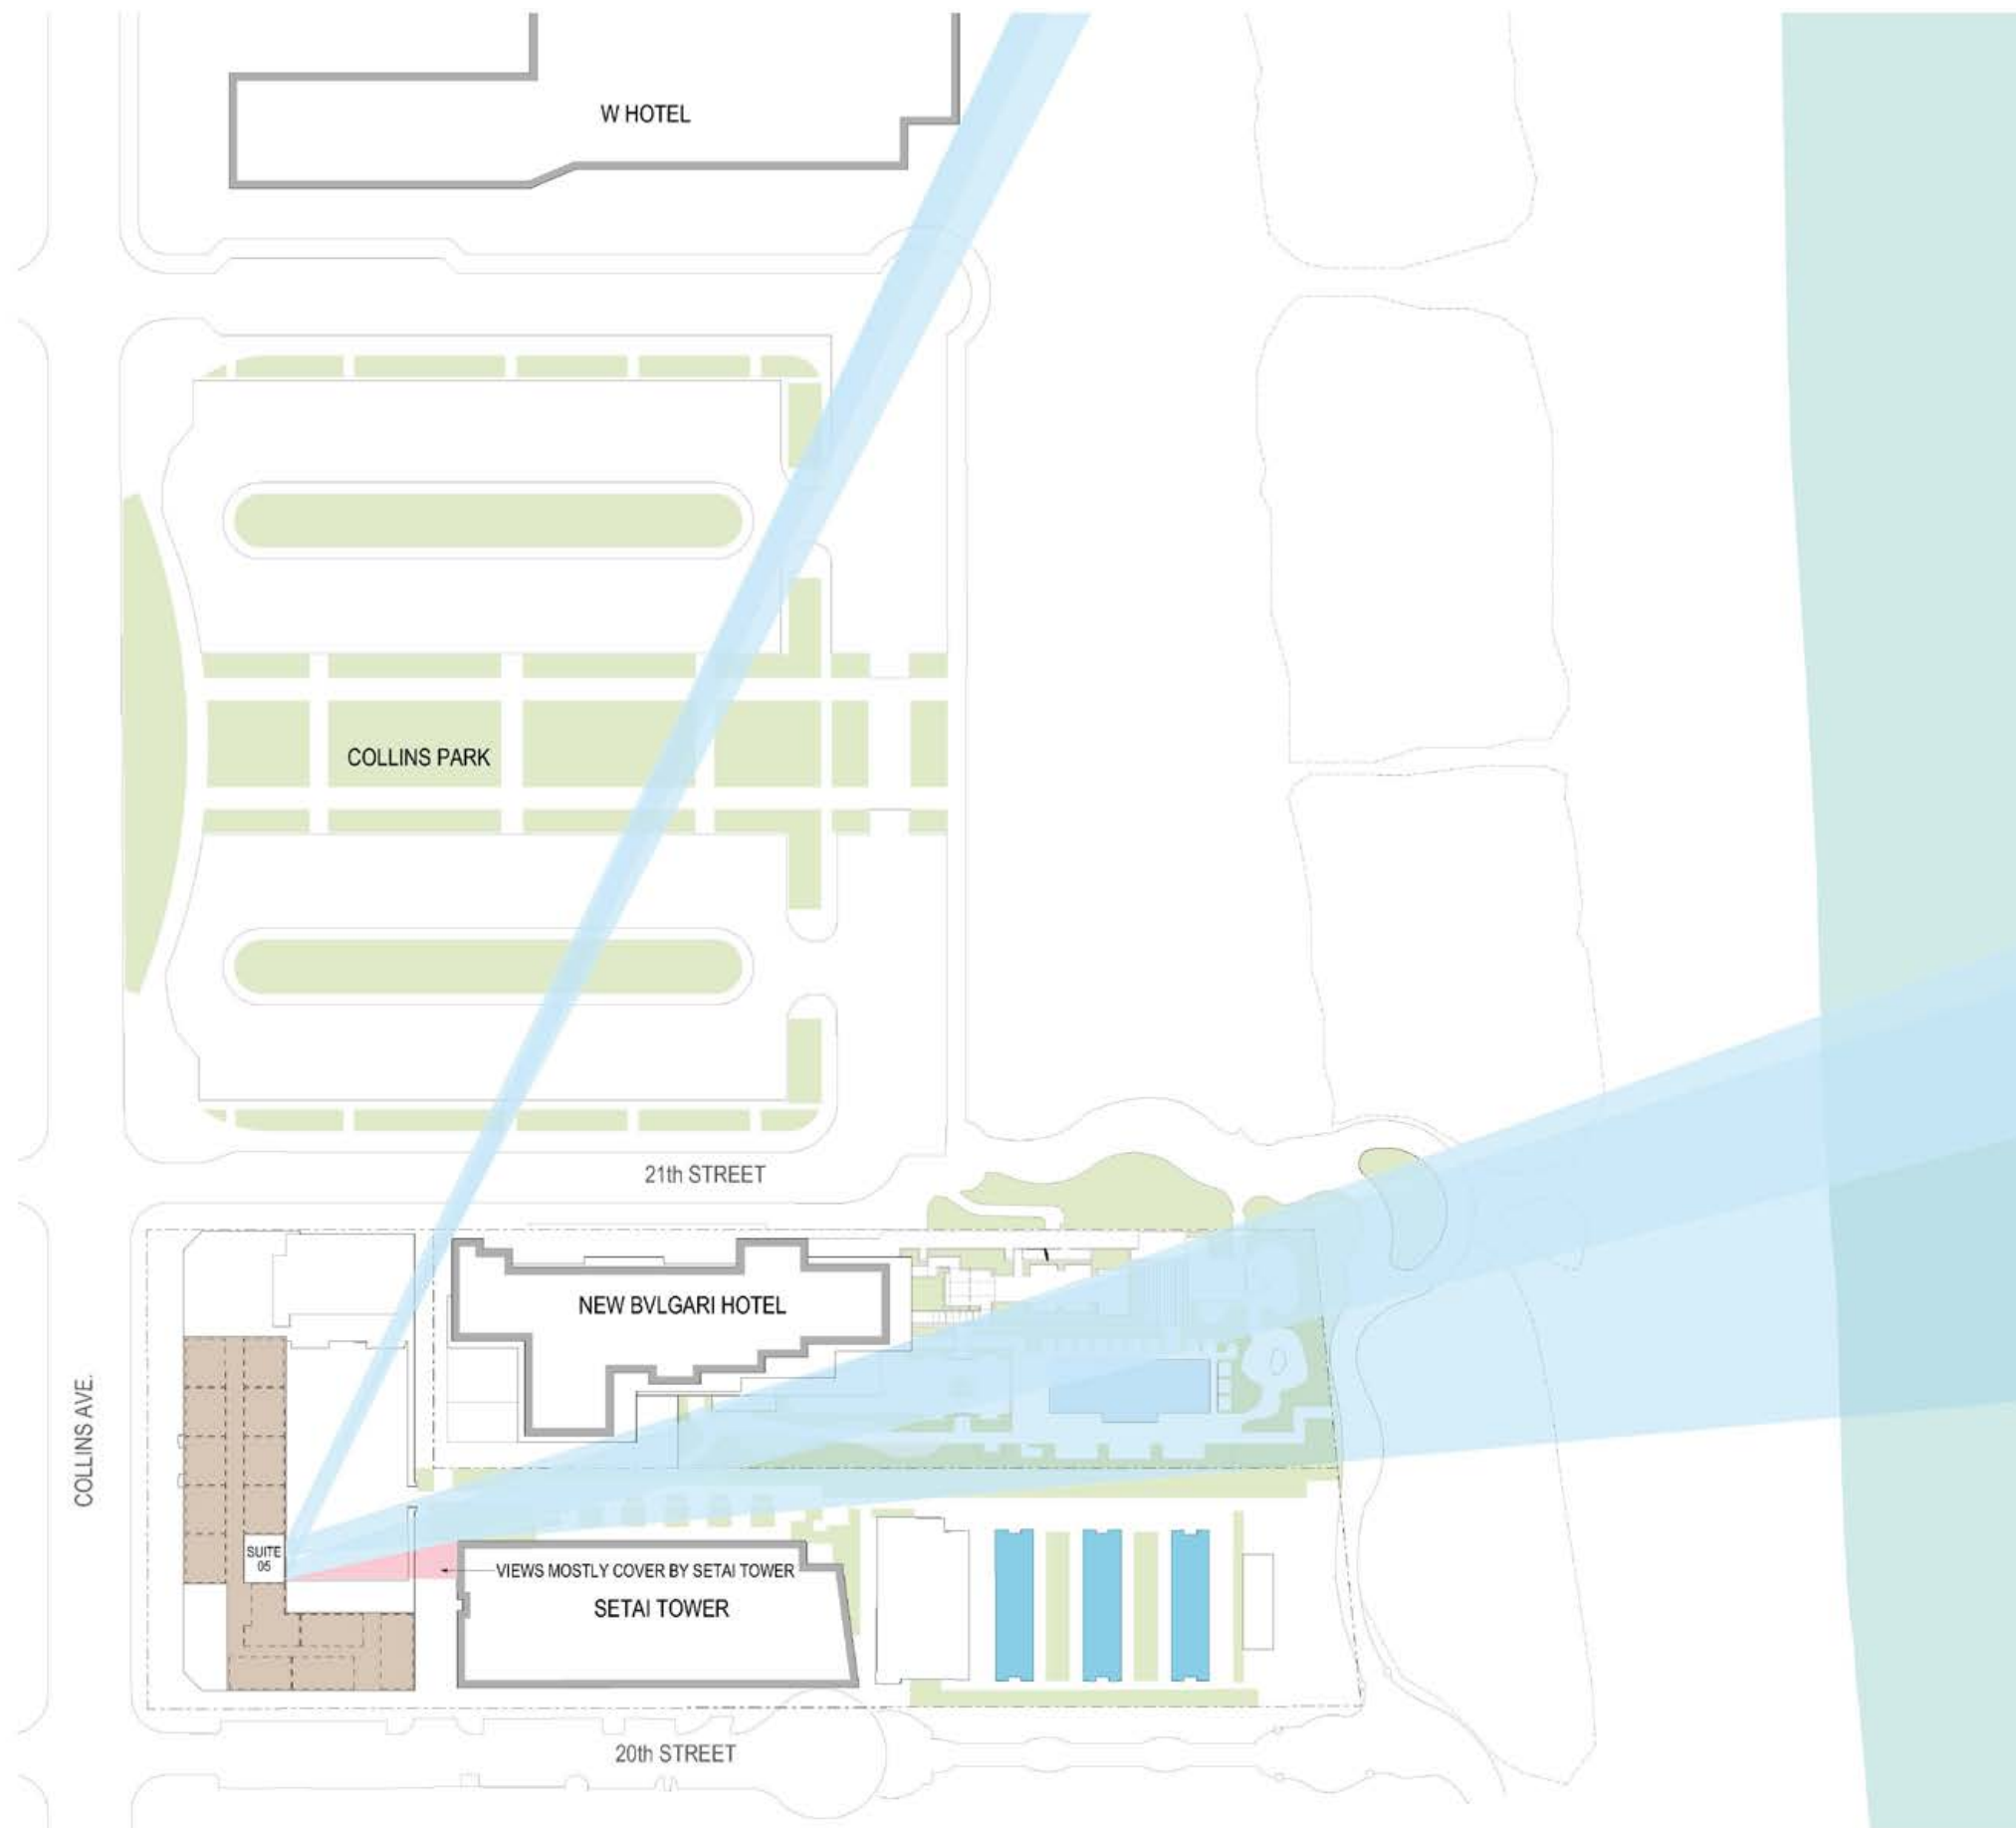 W HOTEL
COLLINS PARK
21th STREET
NEW BVLGARI HOTEL
COLLINS AVE.
SUITE
05
VIEWS MOSTLY COVER BY SETAI TOWER
SETAI TOWER
20th STREET